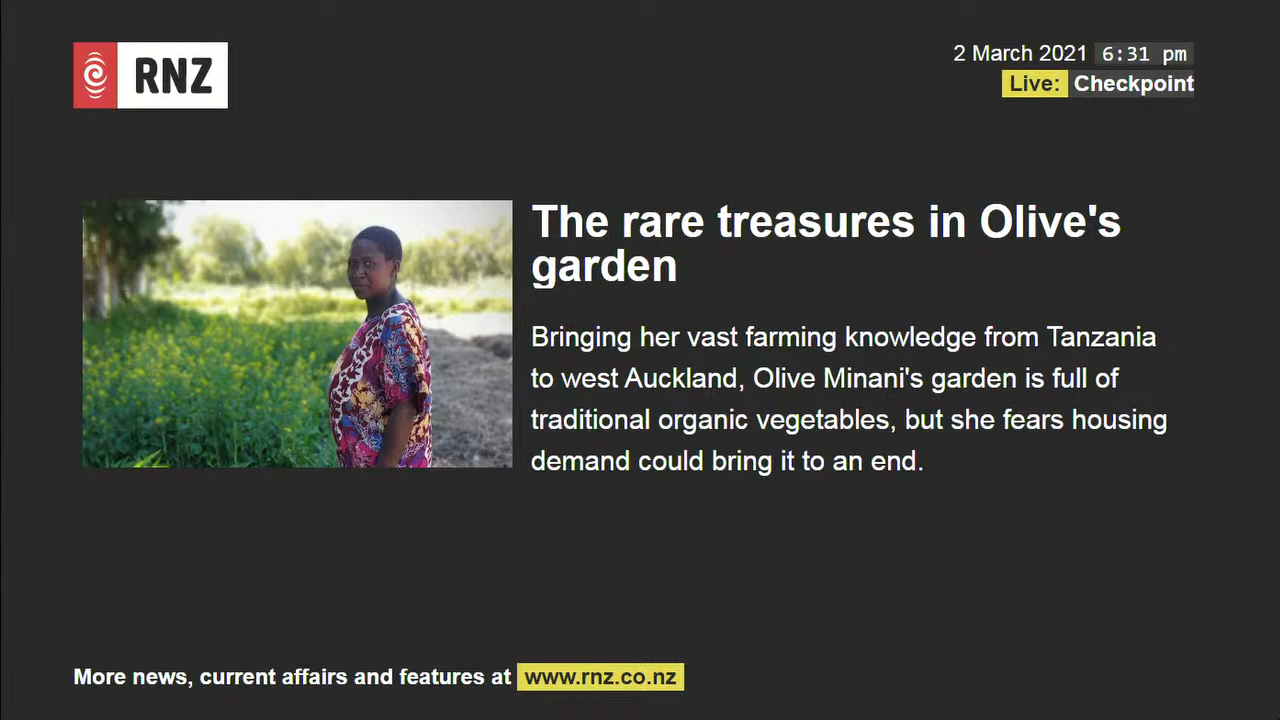 RNZ
2 March 2021 6:31 pm
Live: Checkpoint
The rare treasures in Olive's
garden
Bringing her vast farming knowledge from Tanzania
to west Auckland, Olive Minani's garden is full of
traditional organic vegetables, but she fears housing
demand could bring it to an end.
More news, current affairs and features at www.rnz.co.nz